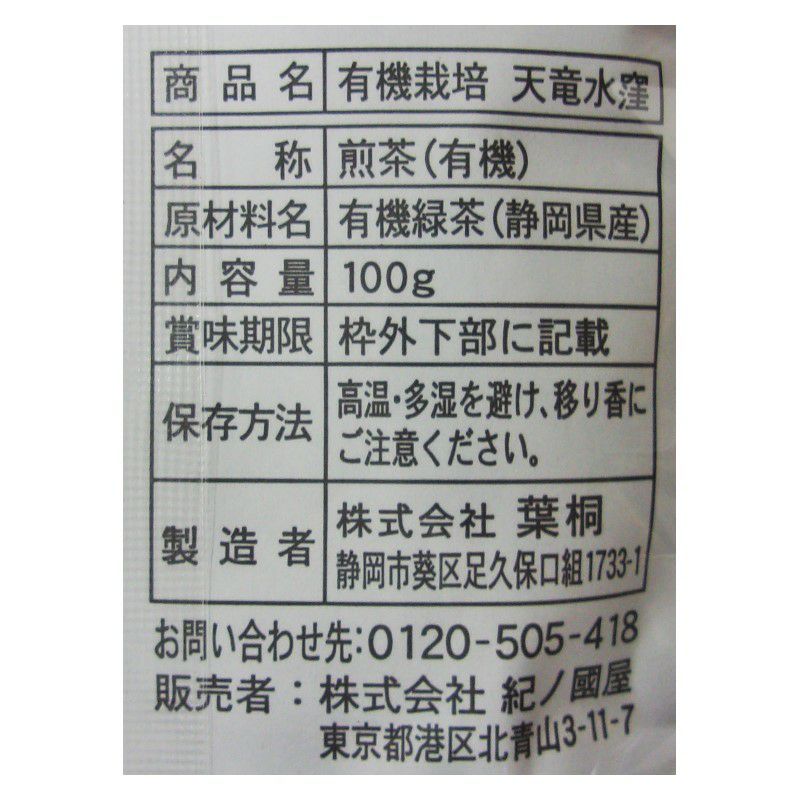 商品名 有機栽培 天竜水窪
名称 煎茶(有機)
原材料名 有機緑茶(静岡県産)
内容量 100g
賞味期限 枠外下部に記載
保存方法 高温・多湿を避け、移り香に
ご注意ください。
製造者 株式会社 葉桐
静岡市葵区足久保口組1733-1
お問い合わせ先:0120-505-418
販売者:株式会社 紀ノ國屋
東京都港区北青山3-11-7